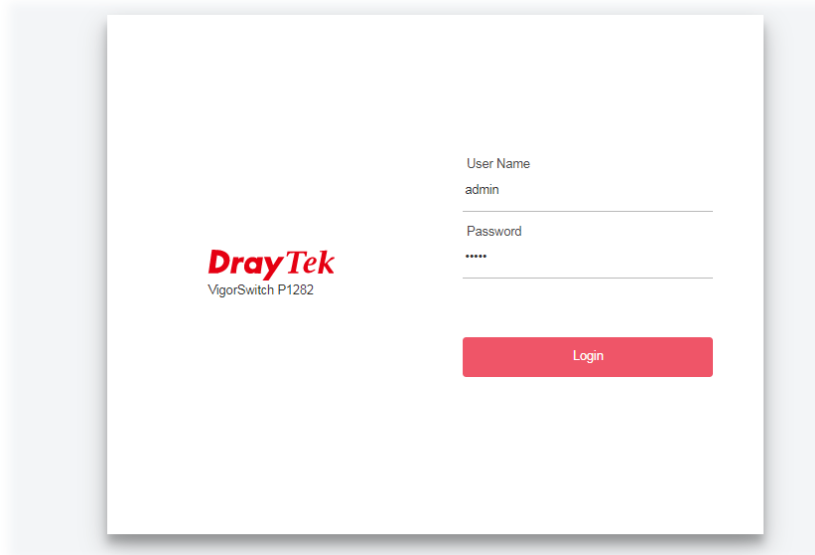 User Name
admin
Password
•••••
DrayTek
VigorSwitch P1282
Login